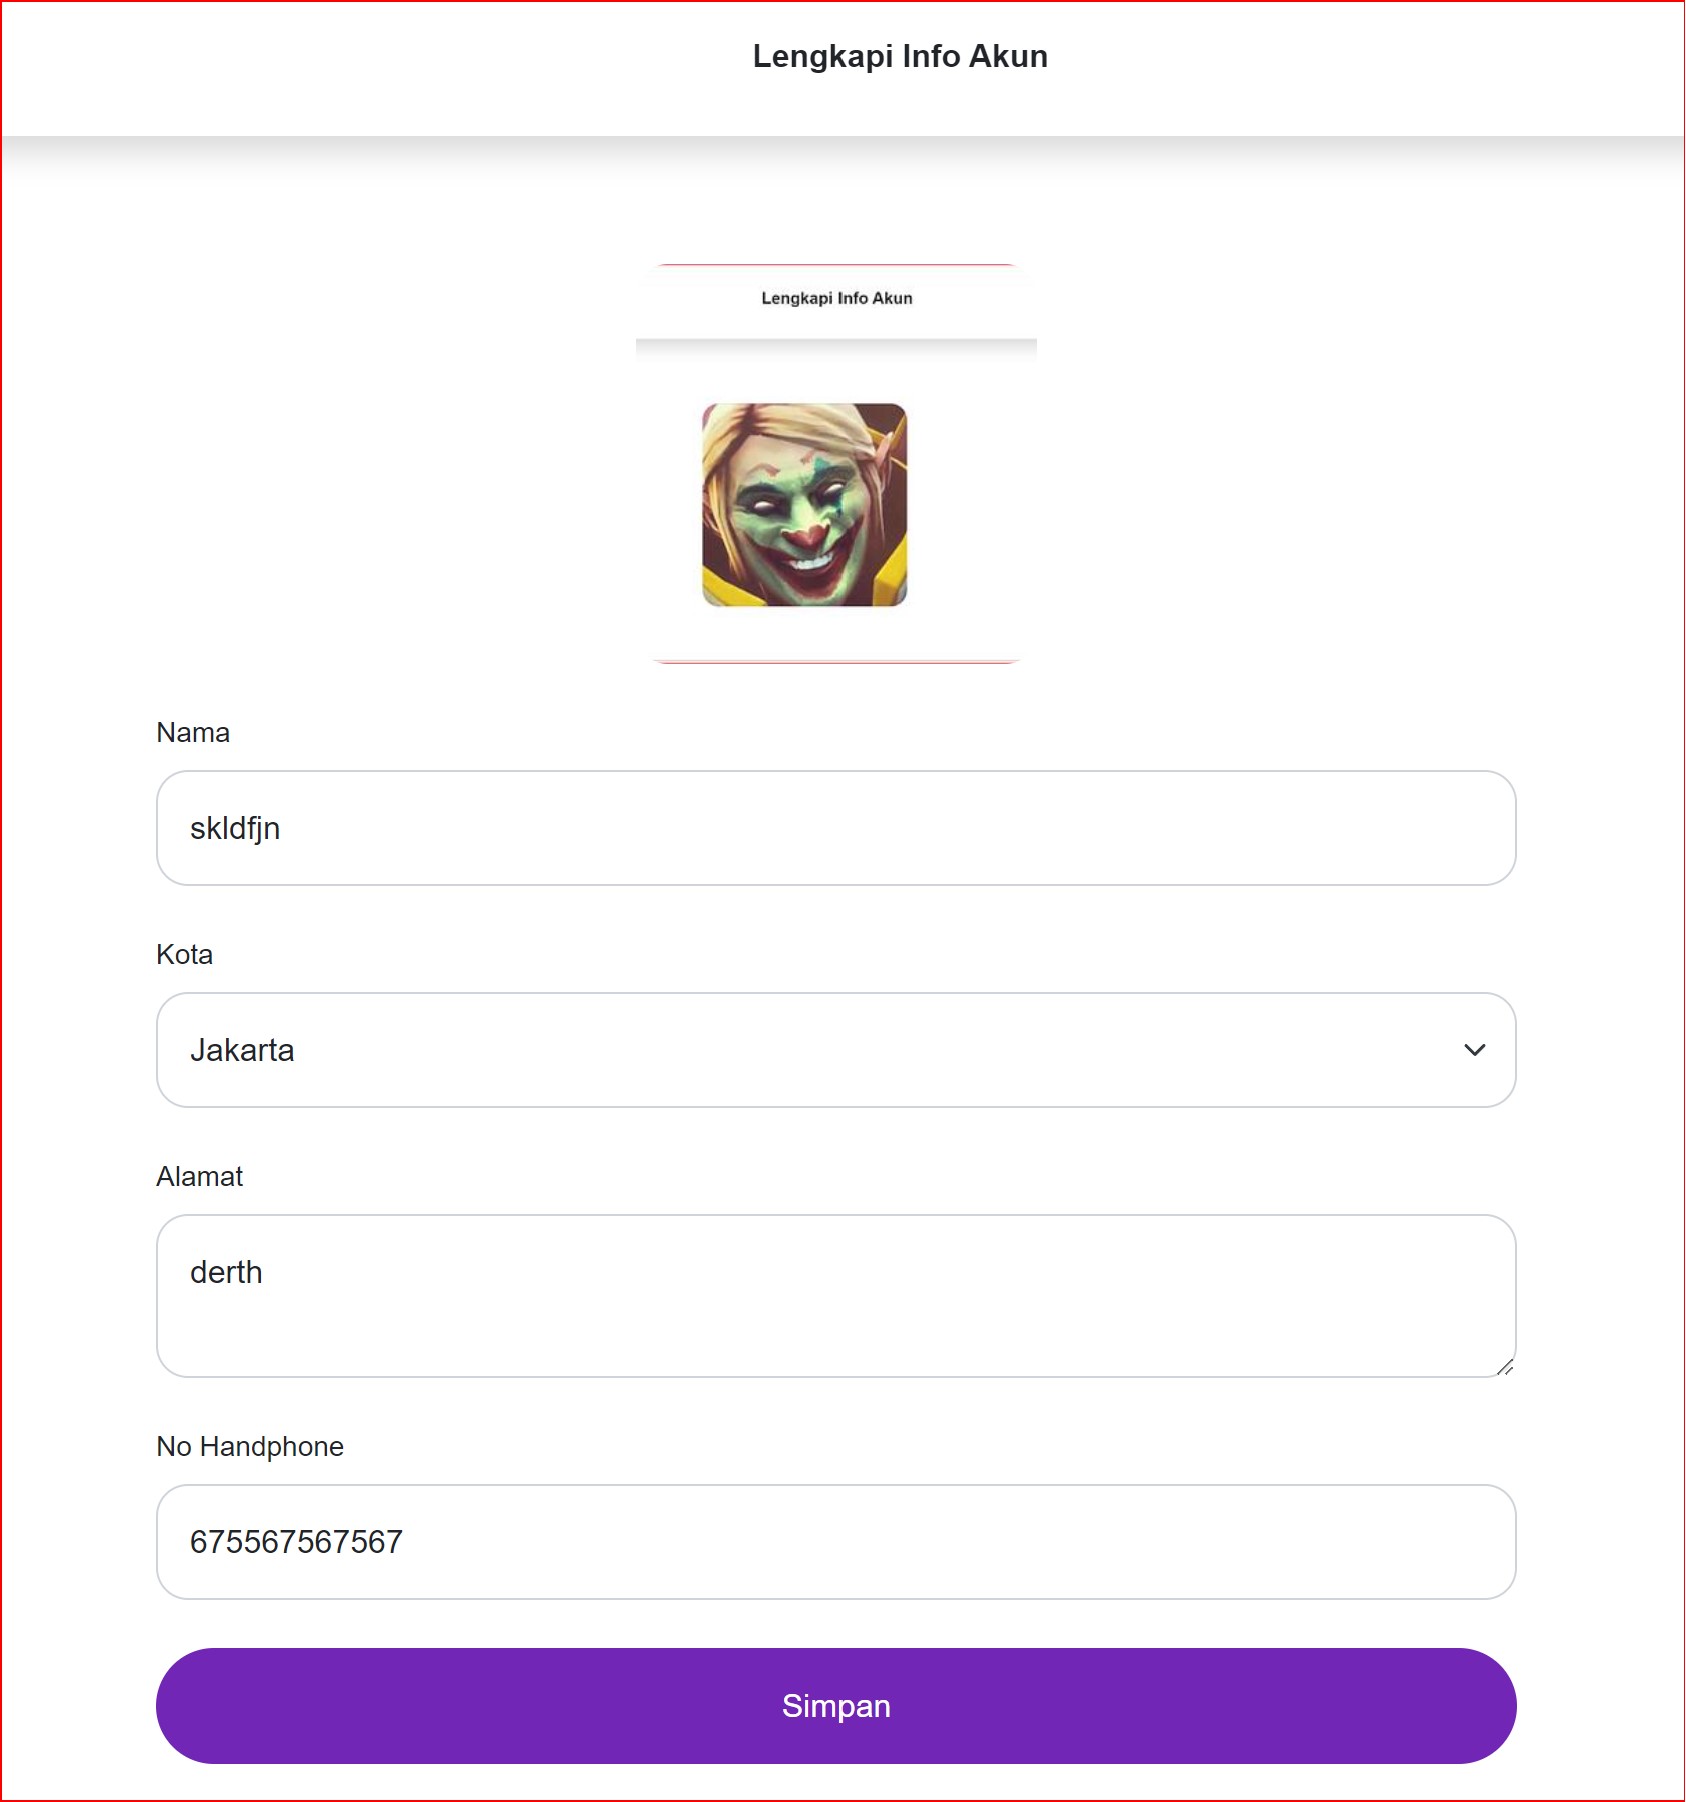 Lengkapi Info Akun
Lengkapi Info Akun
Nama
skldfjn
Kota
Jakarta
Alamat
derth
No Handphone
675567567567
Simpan